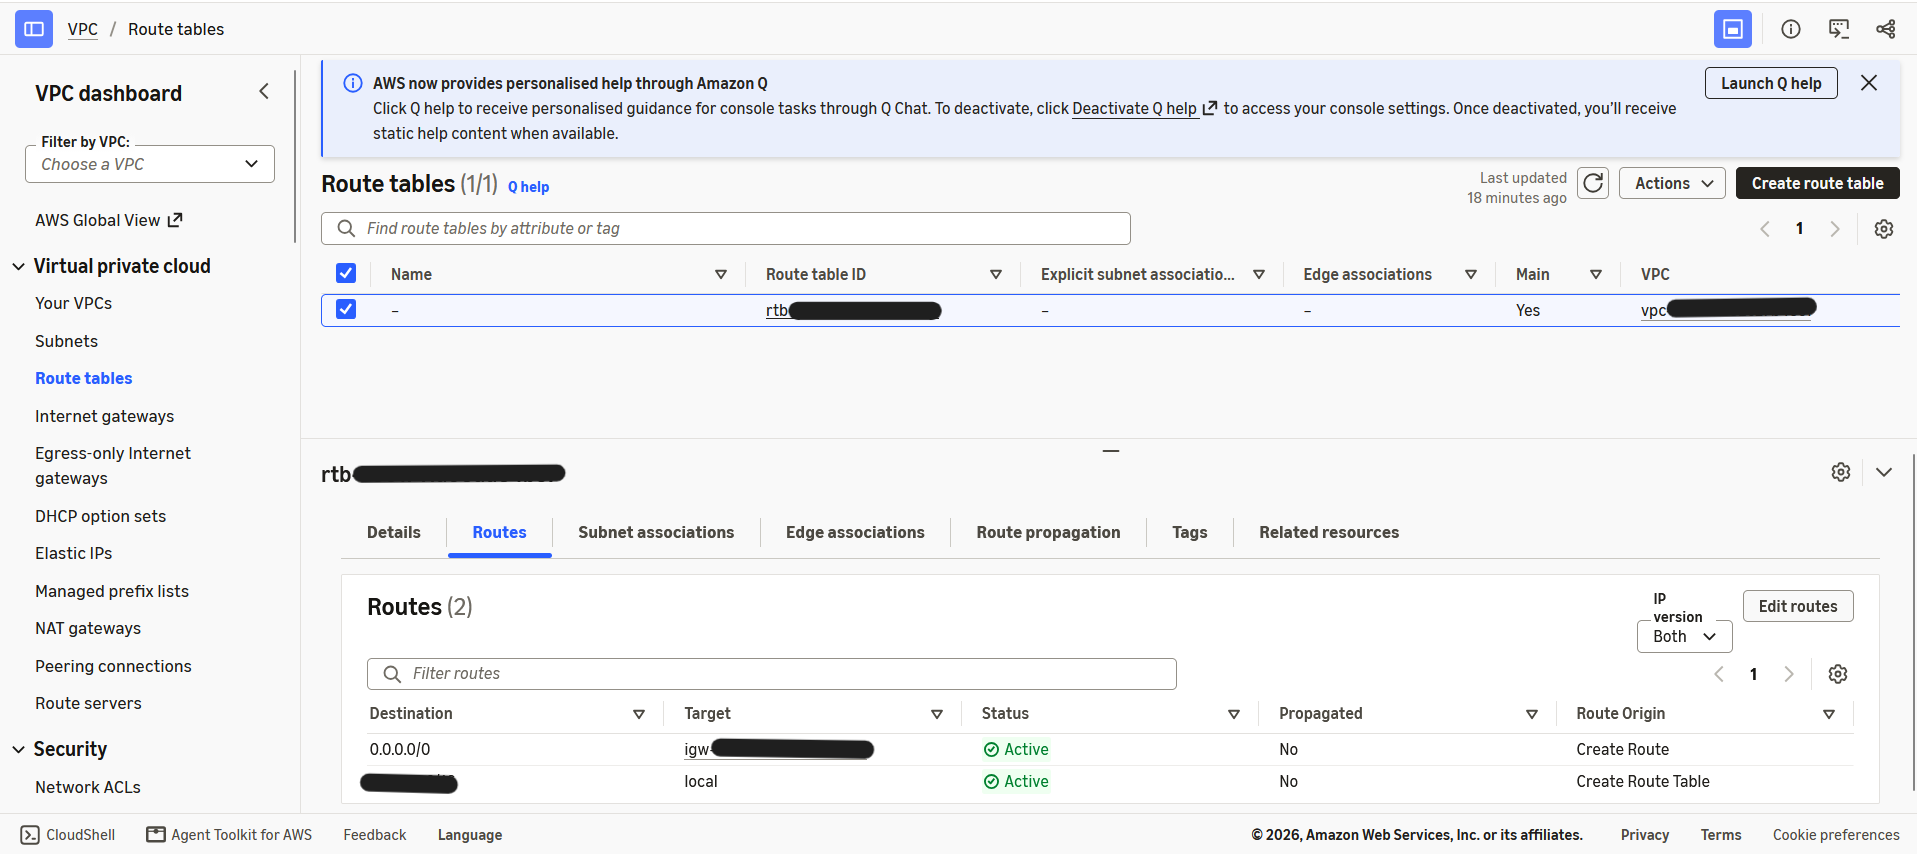 VPC / Route tables
VPC dashboard
Filter by VPC:
Choose a VPC
AWS Global View
Virtual private cloud
Your VPCs
Subnets
Route tables
Internet gateways
Egress-only Internet
gateways
DHCP option sets
Elastic IPs
Managed prefix lists
NAT gateways
Peering connections
Route servers
Security
Network ACLs
AWS now provides personalised help through Amazon Q
Click Q help to receive personalised guidance for console tasks through Q Chat. To deactivate, click Deactivate Q help to access your console settings. Once deactivated, you'll receive
static help content when available.
Launch Q help
Route tables (1/1) Q help
Last updated
18 minutes ago
Actions
Create route table
Find route tables by attribute or tag
1
Name Route table ID Explicit subnet associatio... Edge associations Main VPC
– rtb – – Yes vpc
rtb
Details Routes Subnet associations Edge associations Route propagation Tags Related resources
Routes (2)
IP
version
Both
Edit routes
Filter routes
1
Destination Target Status Propagated Route Origin
0.0.0.0/0 igw- Active No Create Route
local Active No Create Route Table
CloudShell Agent Toolkit for AWS Feedback Language © 2026, Amazon Web Services, Inc. or its affiliates. Privacy Terms Cookie preferences